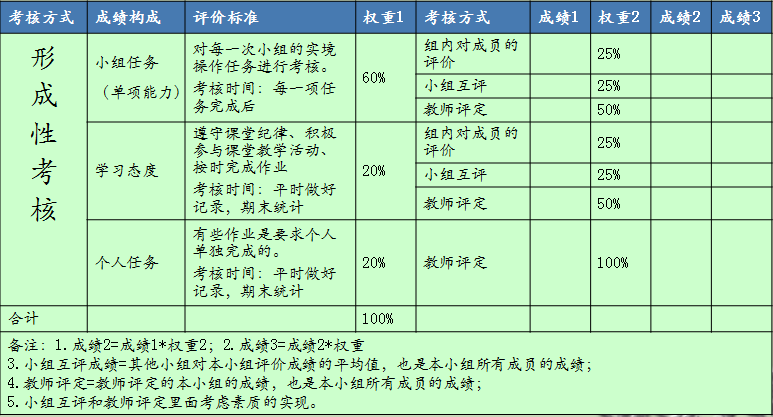 考核方式 成绩构成 评价标准 权重1 考核方式 成绩1 权重2 成绩2 成绩3
形成性考核
小组任务
（单项能力）
对每一次小组的实境
操作任务进行考核。
考核时间：每一项任
务完成后
60%
组内对成员的
评价
25%
小组互评 25%
教师评定 50%
学习态度
遵守课堂纪律、积极
参与课堂教学活动、
按时完成作业
考核时间：平时做好
记录，期末统计
20%
组内对成员的
评价
25%
小组互评 25%
教师评定 50%
个人任务
有些作业是要求个人
单独完成的。
考核时间：平时做好
记录，期末统计
20%
教师评定 100%
合计 100%
备注：1.成绩2=成绩1*权重2；2.成绩3=成绩2*权重
3.小组互评成绩=其他小组对本小组评价成绩的平均值，也是本小组所有成员的成绩；
4.教师评定=教师评定的本小组的成绩，也是本小组所有成员的成绩；
5.小组互评和教师评定里面考虑素质的实现。